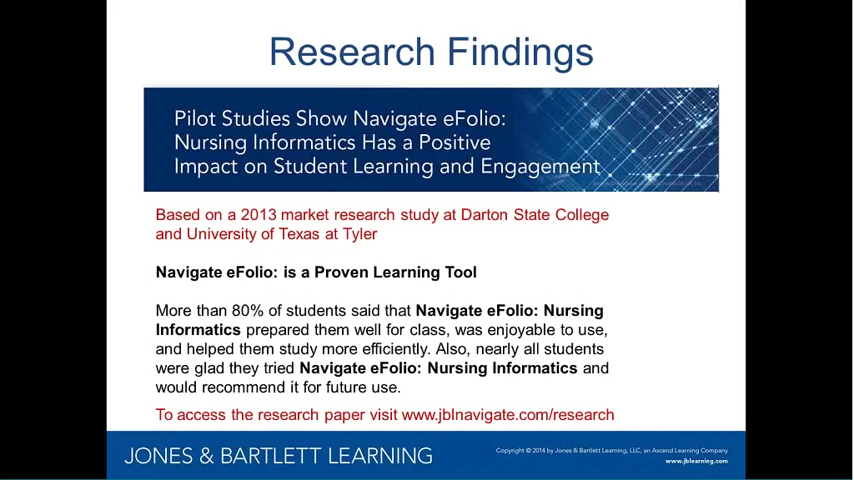 Research Findings
Pilot Studies Show Navigate eFolio:
Nursing Informatics Has a Positive
Impact on Student Learning and Engagement
Based on a 2013 market research study at Darton State College
and University of Texas at Tyler
Navigate eFolio: is a Proven Learning Tool
More than 80% of students said that Navigate eFolio: Nursing
Informatics prepared them well for class, was enjoyable to use,
and helped them study more efficiently. Also, nearly all students
were glad they tried Navigate eFolio: Nursing Informatics and
would recommend it for future use.
To access the research paper visit www.jblnavigate.com/research
JONES & BARTLETT LEARNING
Copyright © 2014 by Jones & Bartlett Learning, LLC, an Ascend Learning Company
www.jblearning.com